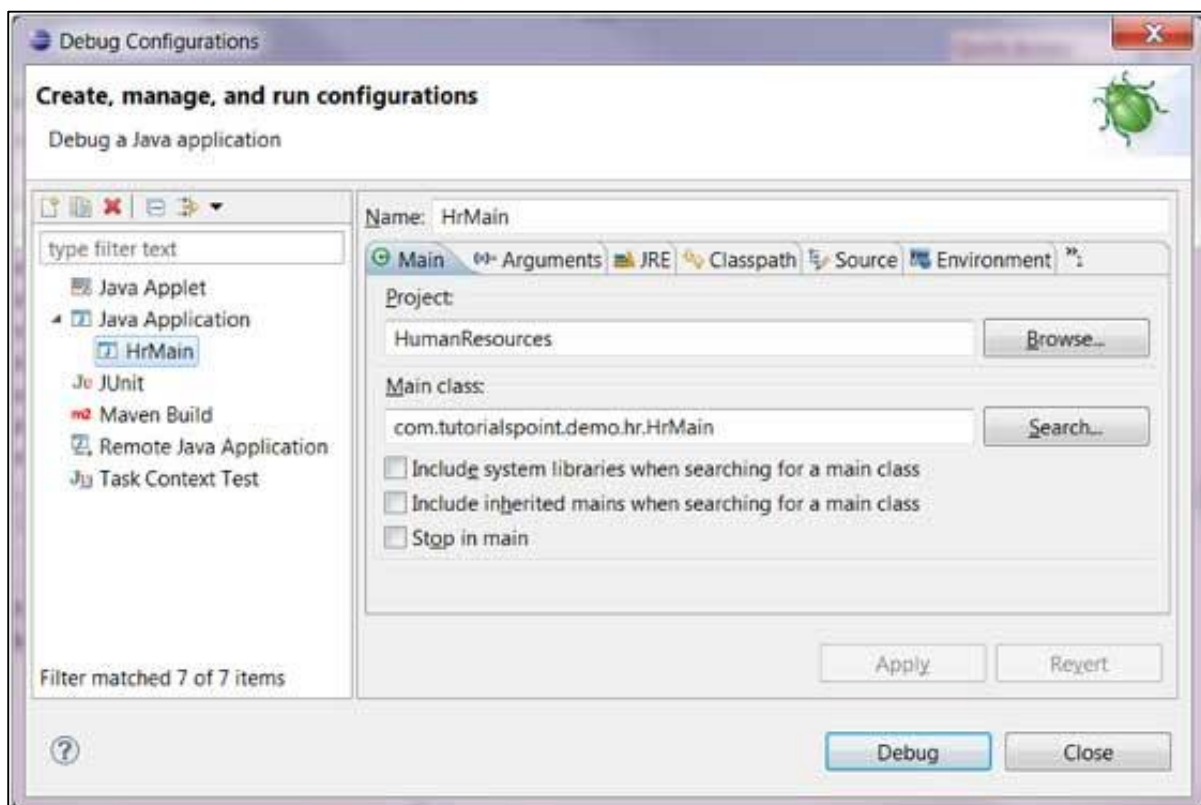 Debug Configurations
Create, manage, and run configurations
Debug a Java application
type filter text
Java Applet
Java Application
HrMain
Ju JUnit
m2 Maven Build
Remote Java Application
Task Context Test
Filter matched 7 of 7 items
Name: HrMain
Main Arguments JRE Classpath Source Environment »1
Project:
HumanResources Browse...
Main class:
com.tutorialspoint.demo.hr.HrMain Search...
Include system libraries when searching for a main class
Include inherited mains when searching for a main class
Stop in main
Apply Revert
? Debug Close